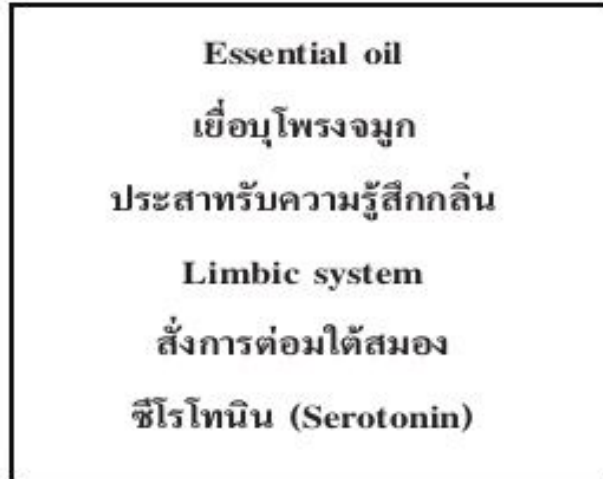 Essential oil
เยื่อบุโพรงจมูก
ประสาทรับความรู้สึกกลิ่น
Limbic system
สั่งการต่อมใต้สมอง
ซีโรโทนิน (Serotonin)